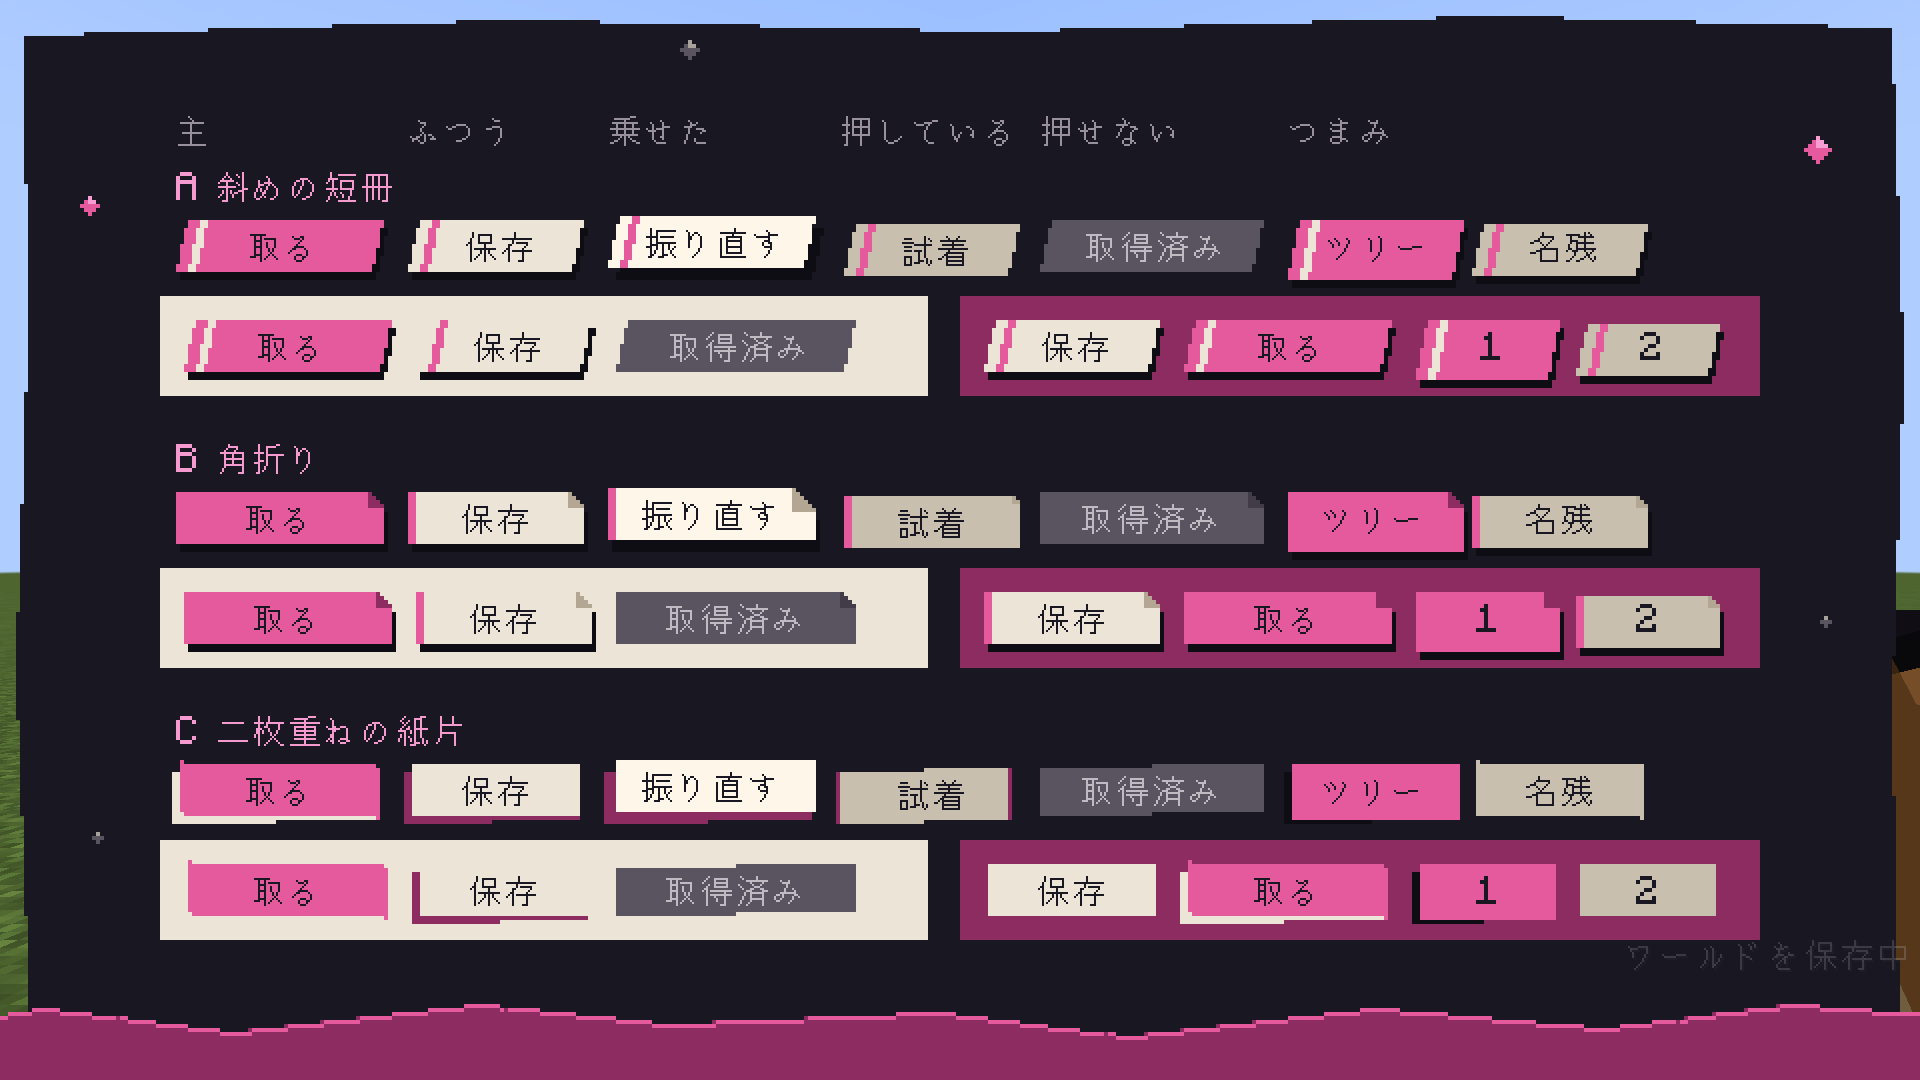 主 ふつう 乗せた 押している 押せない つまみ
A 斜めの短冊
取る 保存 振り直す 試着 取得済み ツリー 名残
取る 保存 取得済み 保存 取る 1 2
B 角折り
取る 保存 振り直す 試着 取得済み ツリー 名残
取る 保存 取得済み 保存 取る 1 2
C 二枚重ねの紙片
取る 保存 振り直す 試着 取得済み ツリー 名残
取る 保存 取得済み 保存 取る 1 2
ワールドを保存中